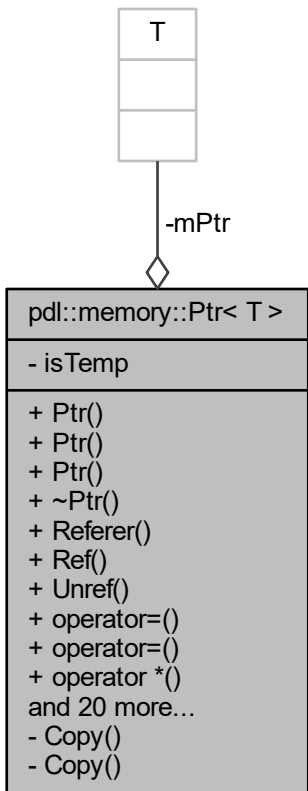 T
-mPtr
pdl::memory::Ptr< T >
- isTemp
+ Ptr()
+ Ptr()
+ Ptr()
+ ~Ptr()
+ Referer()
+ Ref()
+ Unref()
+ operator=()
+ operator=()
+ operator *()
and 20 more...
- Copy()
- Copy()